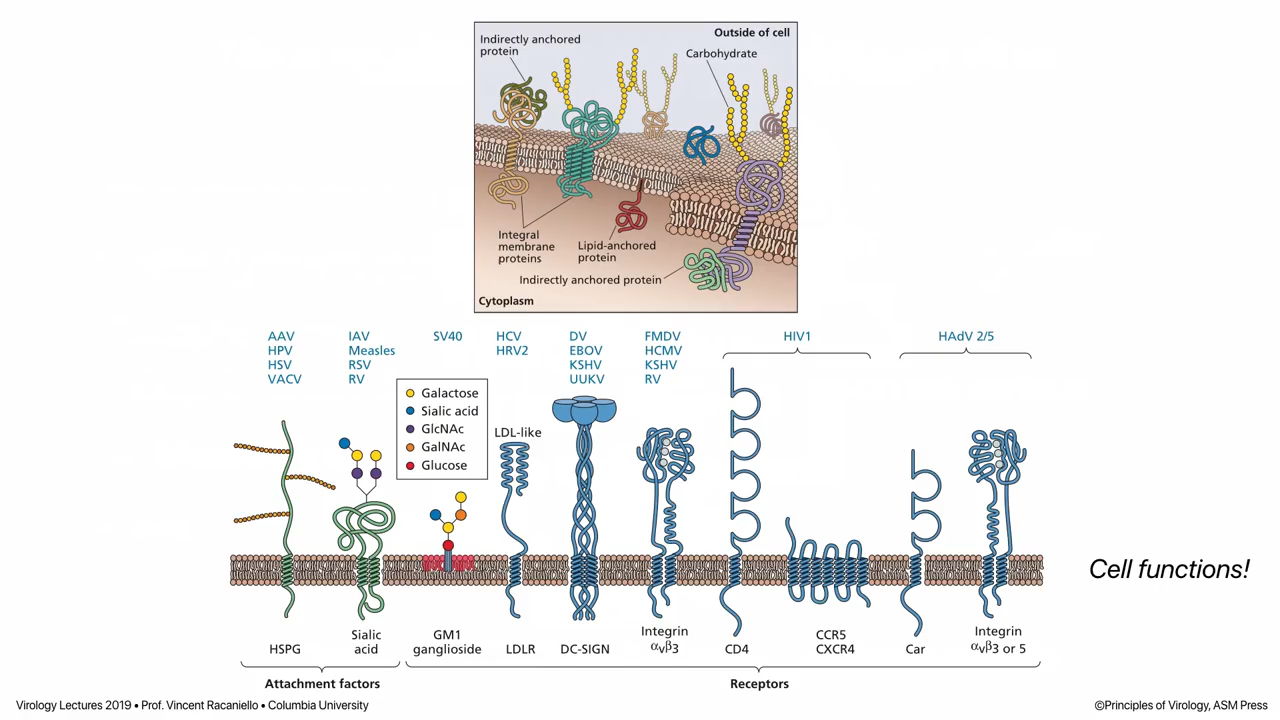 Indirectly anchored
protein
Outside of cell
Carbohydrate
Integral
membrane
proteins
Lipid-anchored
protein
Indirectly anchored protein
Cytoplasm
AAV
HPV
HSV
VACV
IAV
Measles
RSV
RV
SV40
HCV
HRV2
DV
EBOV
KSHV
UUKV
FMDV
HCMV
KSHV
RV
HIV1
HAdV 2/5
Galactose
Sialic acid
GlcNAc
GalNAc
Glucose
LDL-like
Cell functions!
HSPG
Sialic
acid
GM1
ganglioside
LDLR
DC-SIGN
Integrin
αvβ3
CD4
CCR5
CXCR4
Car
Integrin
αvβ3 or 5
Attachment factors
Receptors
Virology Lectures 2019 • Prof. Vincent Racaniello • Columbia University
©Principles of Virology, ASM Press